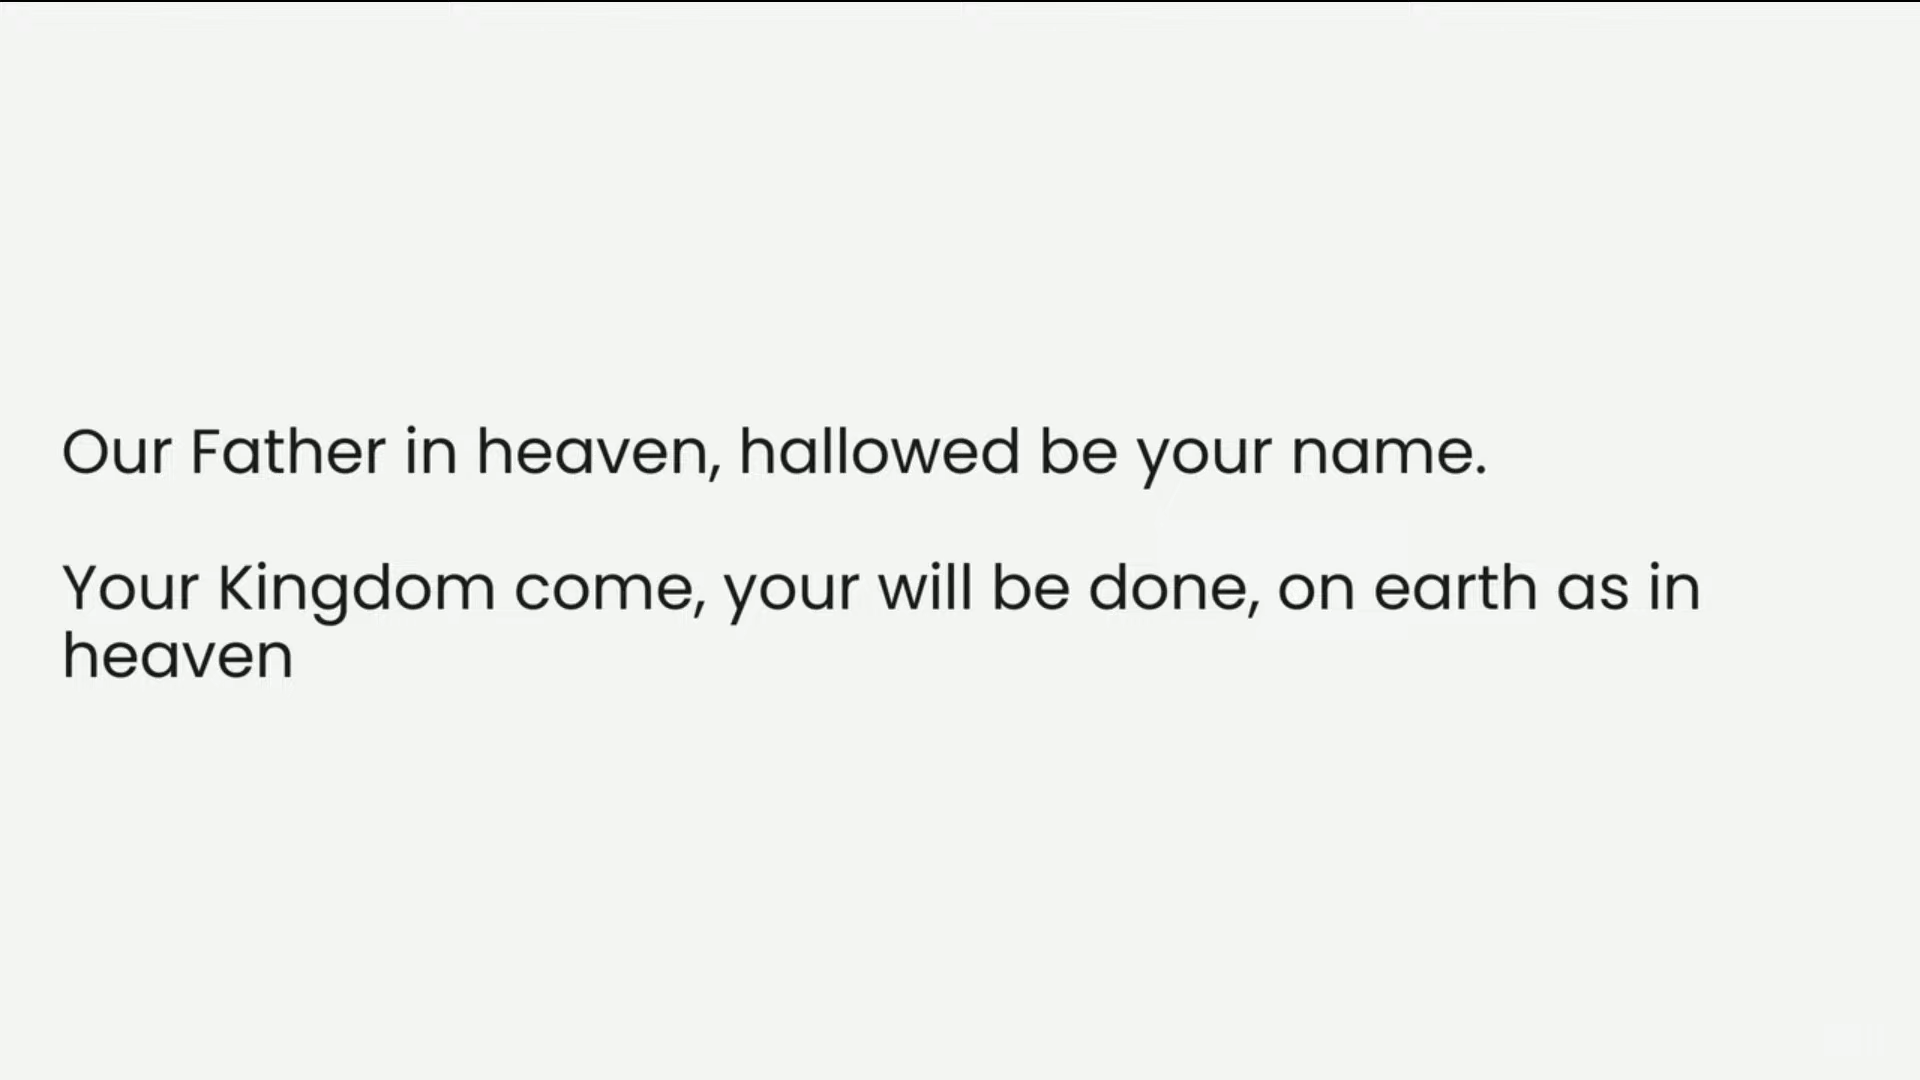 Our Father in heaven, hallowed be your name.
Your Kingdom come, your will be done, on earth as in
heaven